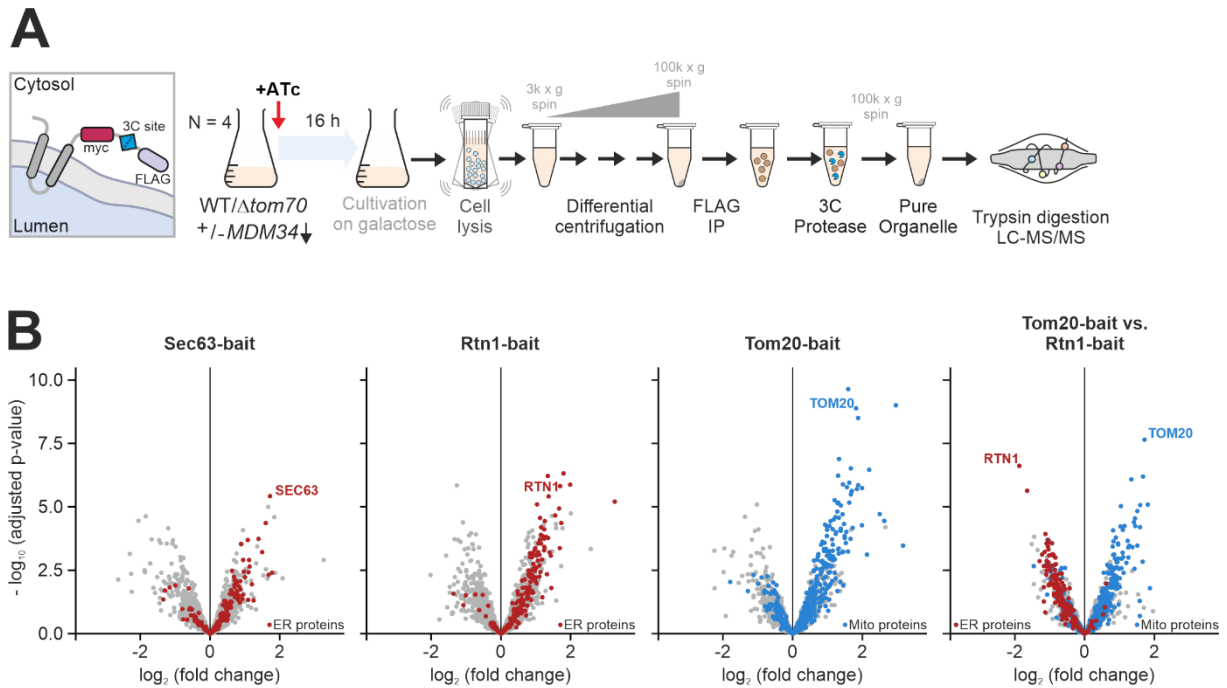 A
Cytosol
myc
3C site
FLAG
Lumen
N = 4
+ATc
16 h
WT/Δtom70
+/-MDM34↓
Cultivation
on galactose
Cell
lysis
3k x g
spin
100k x g
spin
Differential
centrifugation
FLAG
IP
3C
Protease
100k x g
spin
Pure
Organelle
Trypsin digestion
LC-MS/MS
B
Sec63-bait
Rtn1-bait
Tom20-bait
Tom20-bait vs.
Rtn1-bait
- log₁₀ (adjusted p-value)
10.0
7.5
5.0
2.5
0.0
SEC63
ER proteins
-2
0
2
log₂ (fold change)
RTN1
ER proteins
-2
0
2
log₂ (fold change)
TOM20
Mito proteins
-2
0
2
log₂ (fold change)
RTN1
TOM20
ER proteins
Mito proteins
-2
0
2
log₂ (fold change)